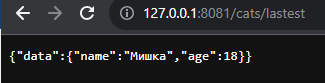 127.0.0.1:8081/cats/lastest
{"data":{"name":"Мишка","age":18}}